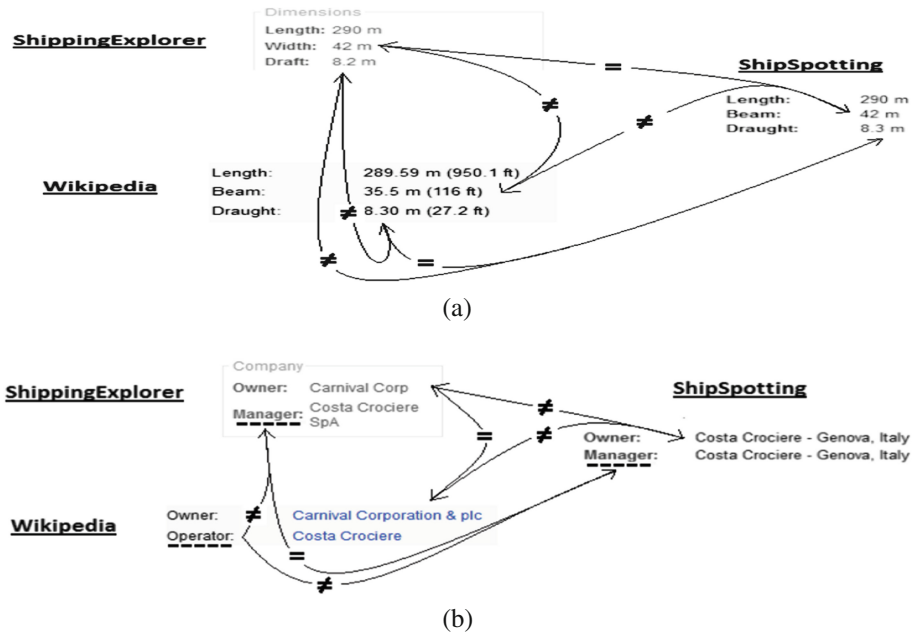 Dimensions
ShippingExplorer
Length: 290 m
Width: 42 m
Draft: 8.2 m
=
ShipSpotting
Length: 290 m
Beam: 42 m
Draught: 8.3 m
≠
≠
Wikipedia
Length: 289.59 m (950.1 ft)
Beam: 35.5 m (116 ft)
Draught: 8.30 m (27.2 ft)
≠
≠
=
(a)
Company
ShippingExplorer
Owner: Carnival Corp
Manager: Costa Crociere SpA
ShipSpotting
≠
≠
=
Owner: Costa Crociere - Genova, Italy
Manager: Costa Crociere - Genova, Italy
Wikipedia
Owner: Carnival Corporation & plc
Operator: Costa Crociere
≠
=
≠
(b)